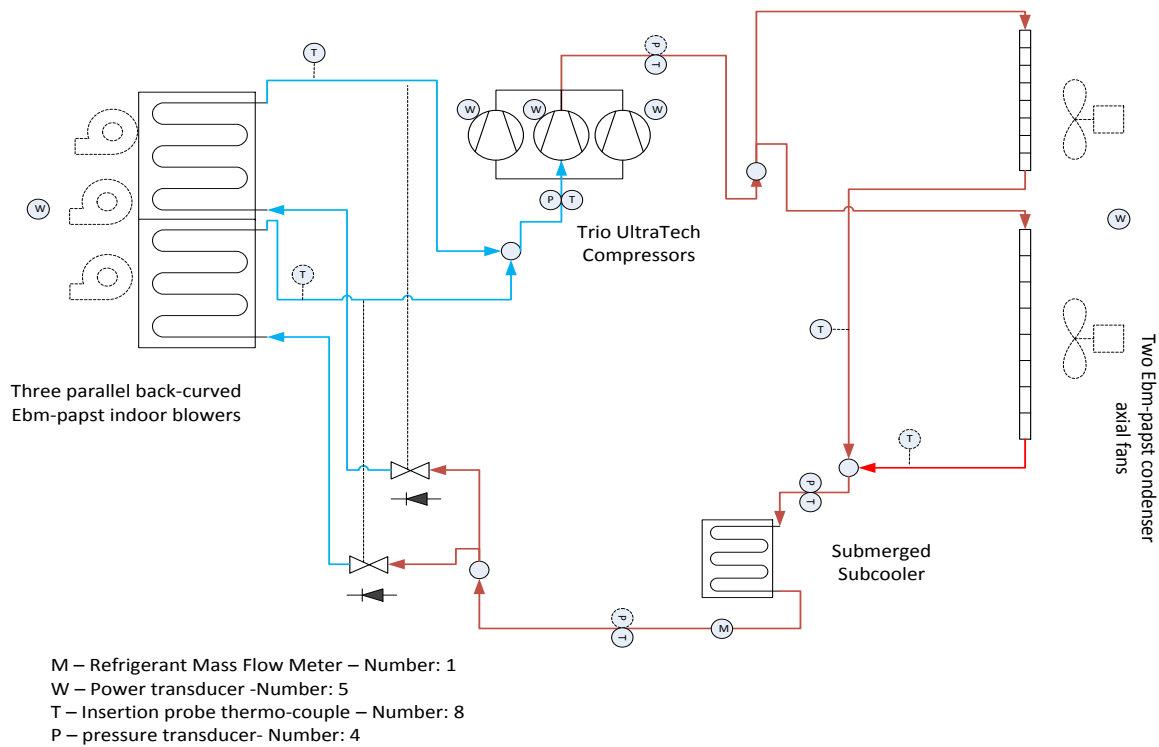 T
P
T
W
W
W
W
P
T
Trio UltraTech
Compressors
W
T
T
Three parallel back-curved
Ebm-papst indoor blowers
Two Ebm-papst condenser
axial fans
T
P
T
Submerged
Subcooler
P
T
M
M – Refrigerant Mass Flow Meter – Number: 1
W – Power transducer -Number: 5
T – Insertion probe thermo-couple – Number: 8
P – pressure transducer- Number: 4